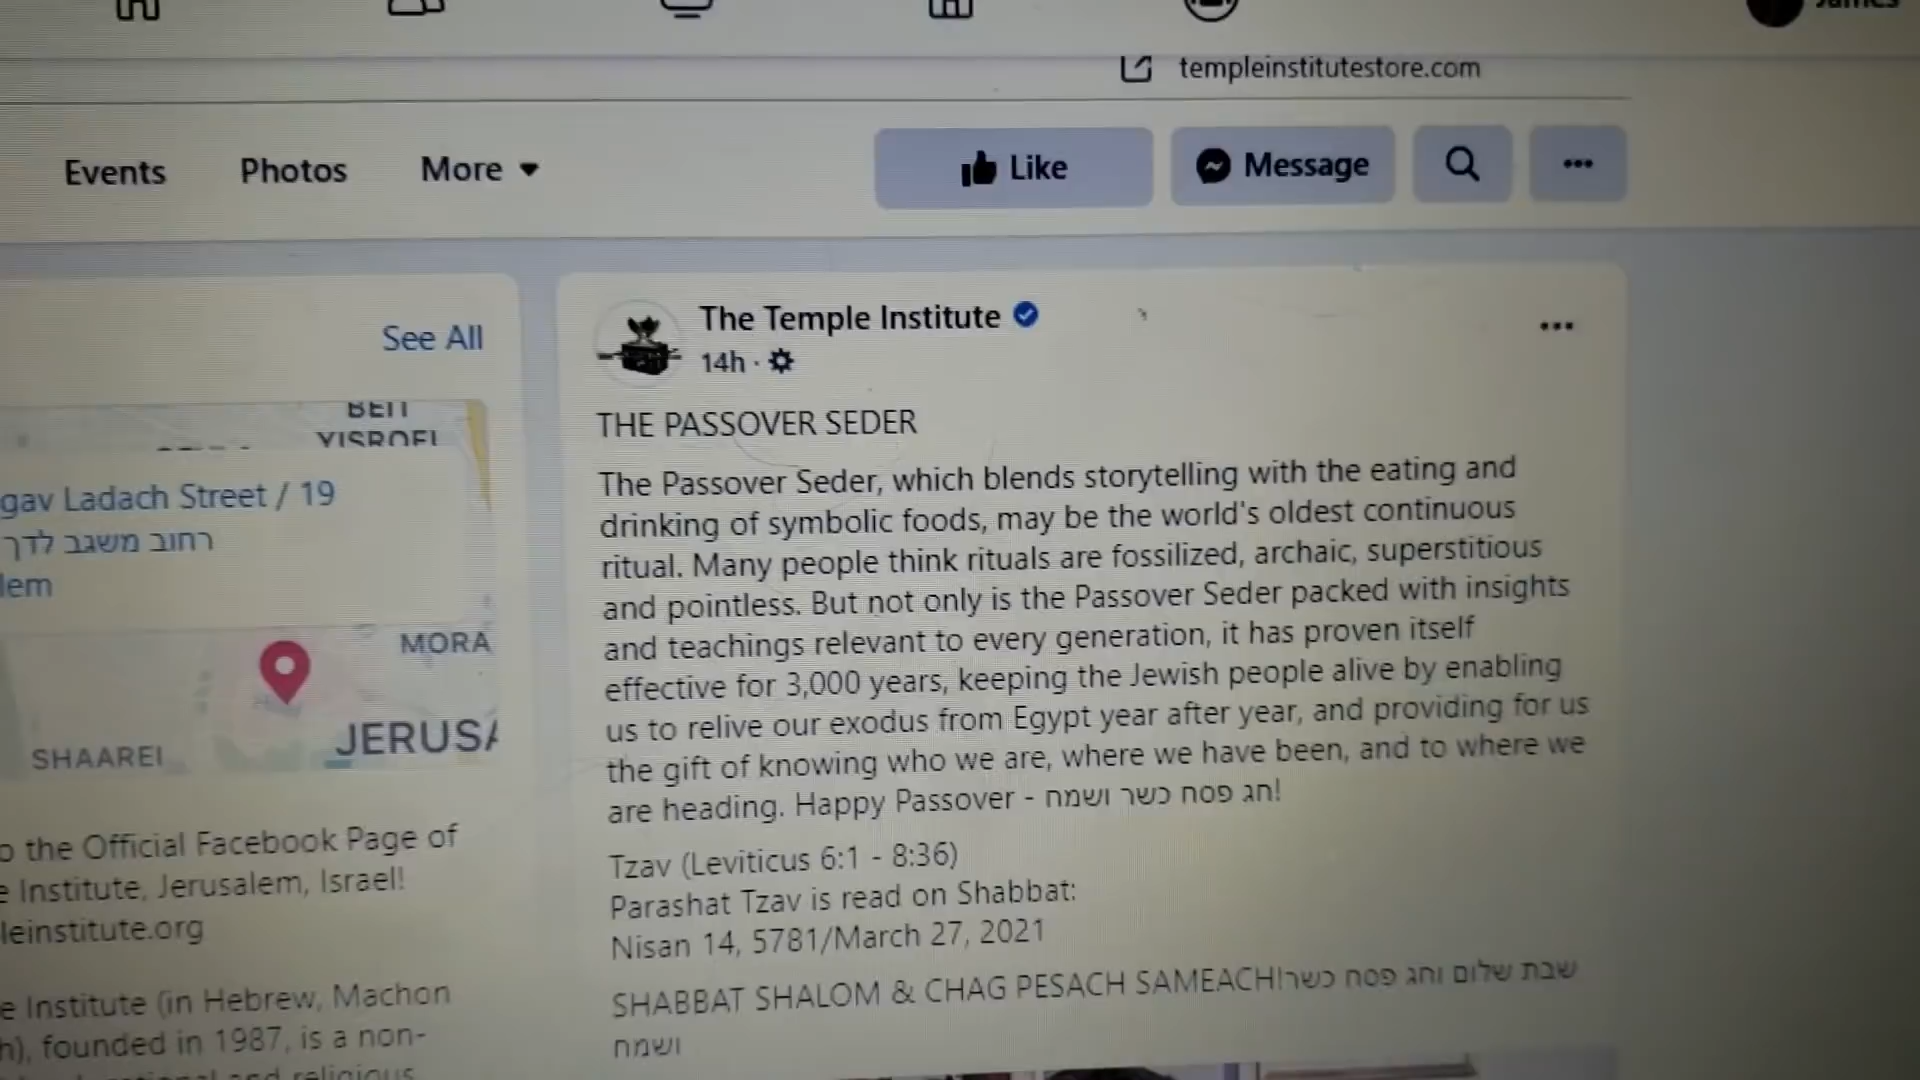 templeinstitutestore.com
Events
Photos
More
Like
Message
See All
YISROEL
gav Ladach Street / 19
רחוב משגב לדך
lem
MORA
SHAAREI
JERUSA
o the Official Facebook Page of
e Institute, Jerusalem, Israel!
leinstitute.org
e Institute (in Hebrew, Machon
h), founded in 1987, is a non-
The Temple Institute
14h
THE PASSOVER SEDER
The Passover Seder, which blends storytelling with the eating and
drinking of symbolic foods, may be the world's oldest continuous
ritual. Many people think rituals are fossilized, archaic, superstitious
and pointless. But not only is the Passover Seder packed with insights
and teachings relevant to every generation, it has proven itself
effective for 3,000 years, keeping the Jewish people alive by enabling
us to relive our exodus from Egypt year after year, and providing for us
the gift of knowing who we are, where we have been, and to where we
are heading. Happy Passover - חג פסח כשר ושמח!
Tzav (Leviticus 6:1 - 8:36)
Parashat Tzav is read on Shabbat:
Nisan 14, 5781/March 27, 2021
SHABBAT SHALOM & CHAG PESACH SAMEACH!שבת שלום וחג פסח כשר
ושמח